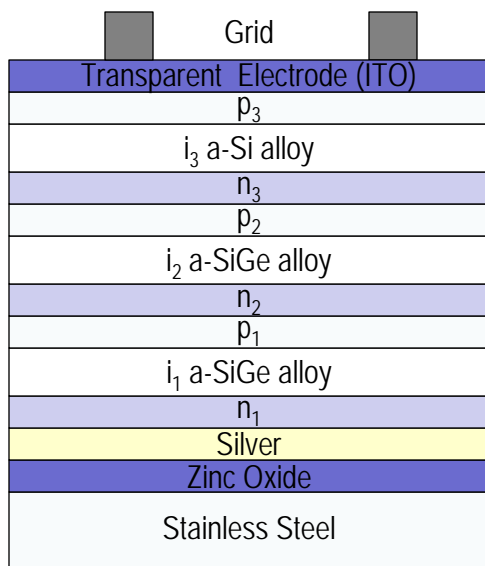 Grid
Transparent Electrode (ITO)
p₃
i₃ a-Si alloy
n₃
p₂
i₂ a-SiGe alloy
n₂
p₁
i₁ a-SiGe alloy
n₁
Silver
Zinc Oxide
Stainless Steel